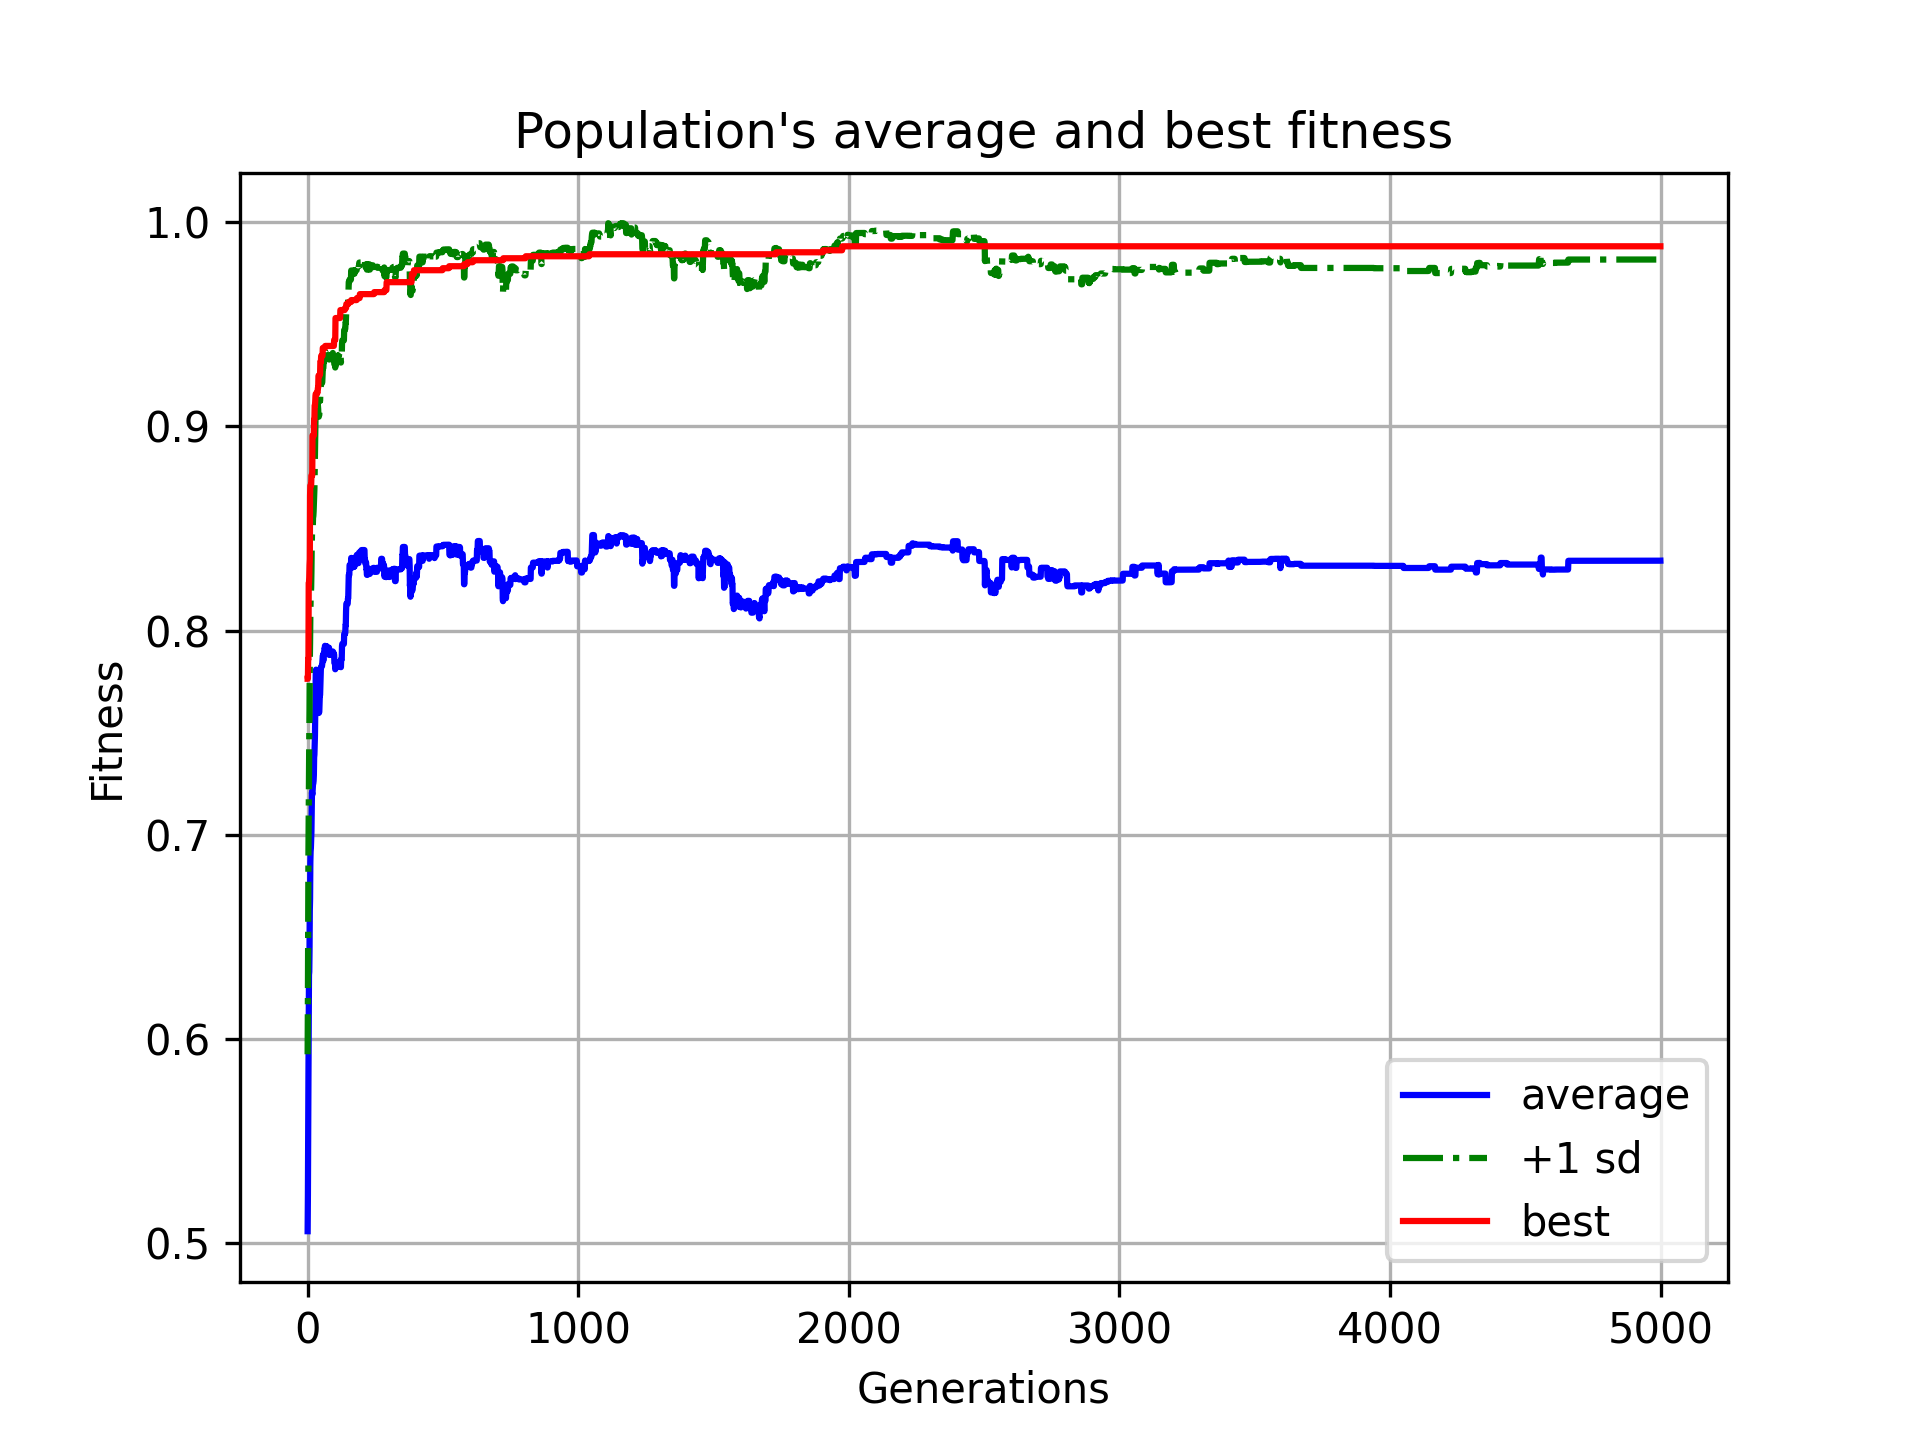 Population's average and best fitness
1.0
0.9
0.8
0.7
0.6
0.5
Fitness
0 1000 2000 3000 4000 5000
Generations
average
+1 sd
best